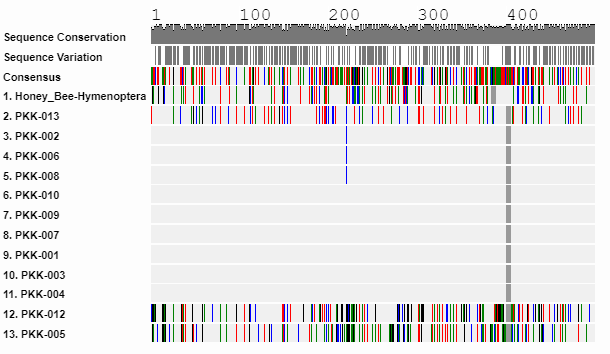 1 100 200 300 400
Sequence Conservation
Sequence Variation
Consensus
1. Honey_Bee-Hymenoptera
2. PKK-013
3. PKK-002
4. PKK-006
5. PKK-008
6. PKK-010
7. PKK-009
8. PKK-007
9. PKK-001
10. PKK-003
11. PKK-004
12. PKK-012
13. PKK-005